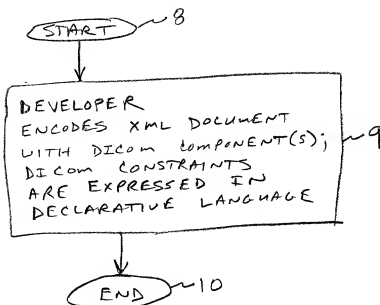 START 8
DEVELOPER
ENCODES XML DOCUMENT
WITH DICOM COMPONENT(S);
DICOM CONSTRAINTS
ARE EXPRESSED IN
DECLARATIVE LANGUAGE
9
END 10